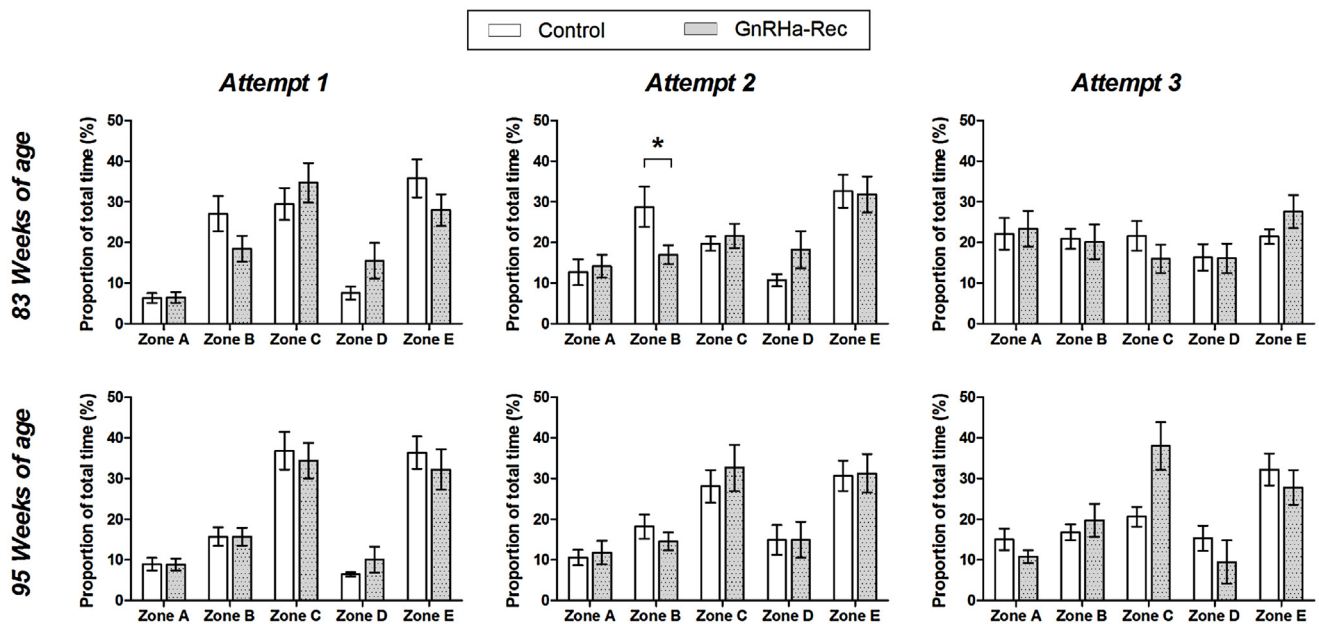 Control GnRHa-Rec
Attempt 1 Attempt 2 Attempt 3
83 Weeks of age
Proportion of total time (%)
50
40
30
20
10
0
Zone A Zone B Zone C Zone D Zone E
Proportion of total time (%)
50
40
30
20
10
0
*
Zone A Zone B Zone C Zone D Zone E
Proportion of total time (%)
50
40
30
20
10
0
Zone A Zone B Zone C Zone D Zone E
95 Weeks of age
Proportion of total time (%)
50
40
30
20
10
0
Zone A Zone B Zone C Zone D Zone E
Proportion of total time (%)
50
40
30
20
10
0
Zone A Zone B Zone C Zone D Zone E
Proportion of total time (%)
50
40
30
20
10
0
Zone A Zone B Zone C Zone D Zone E